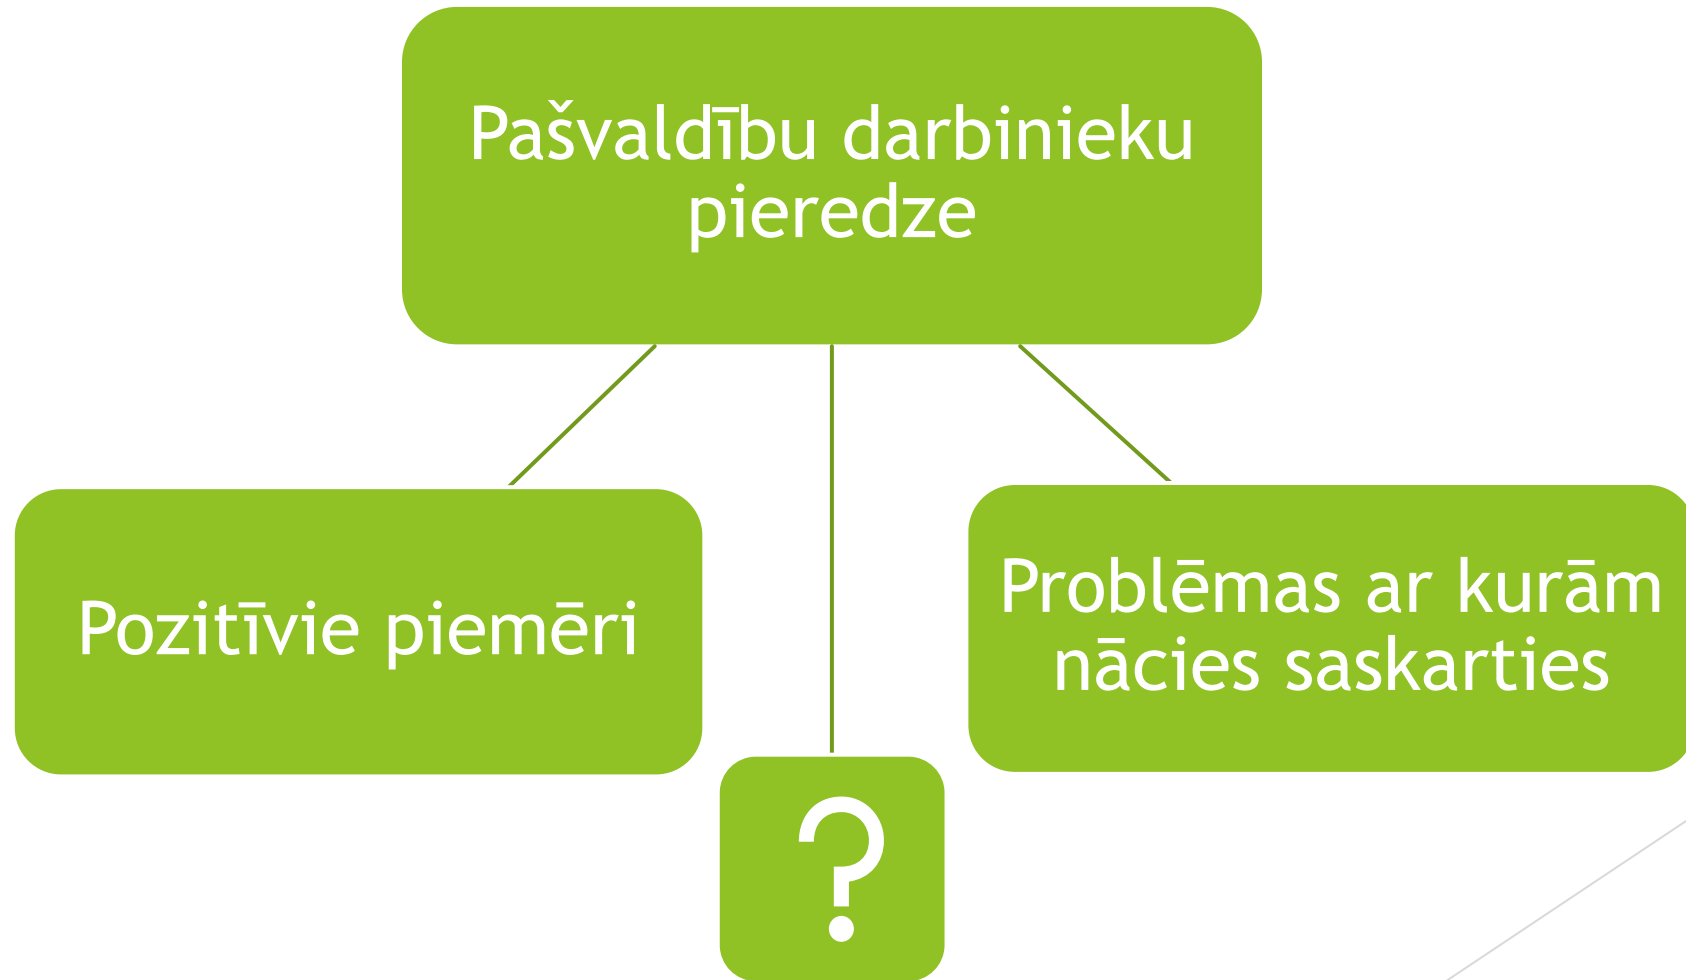 Pašvaldību darbinieku
pieredze
Pozitīvie piemēri
Problēmas ar kurām
nācies saskarties
?